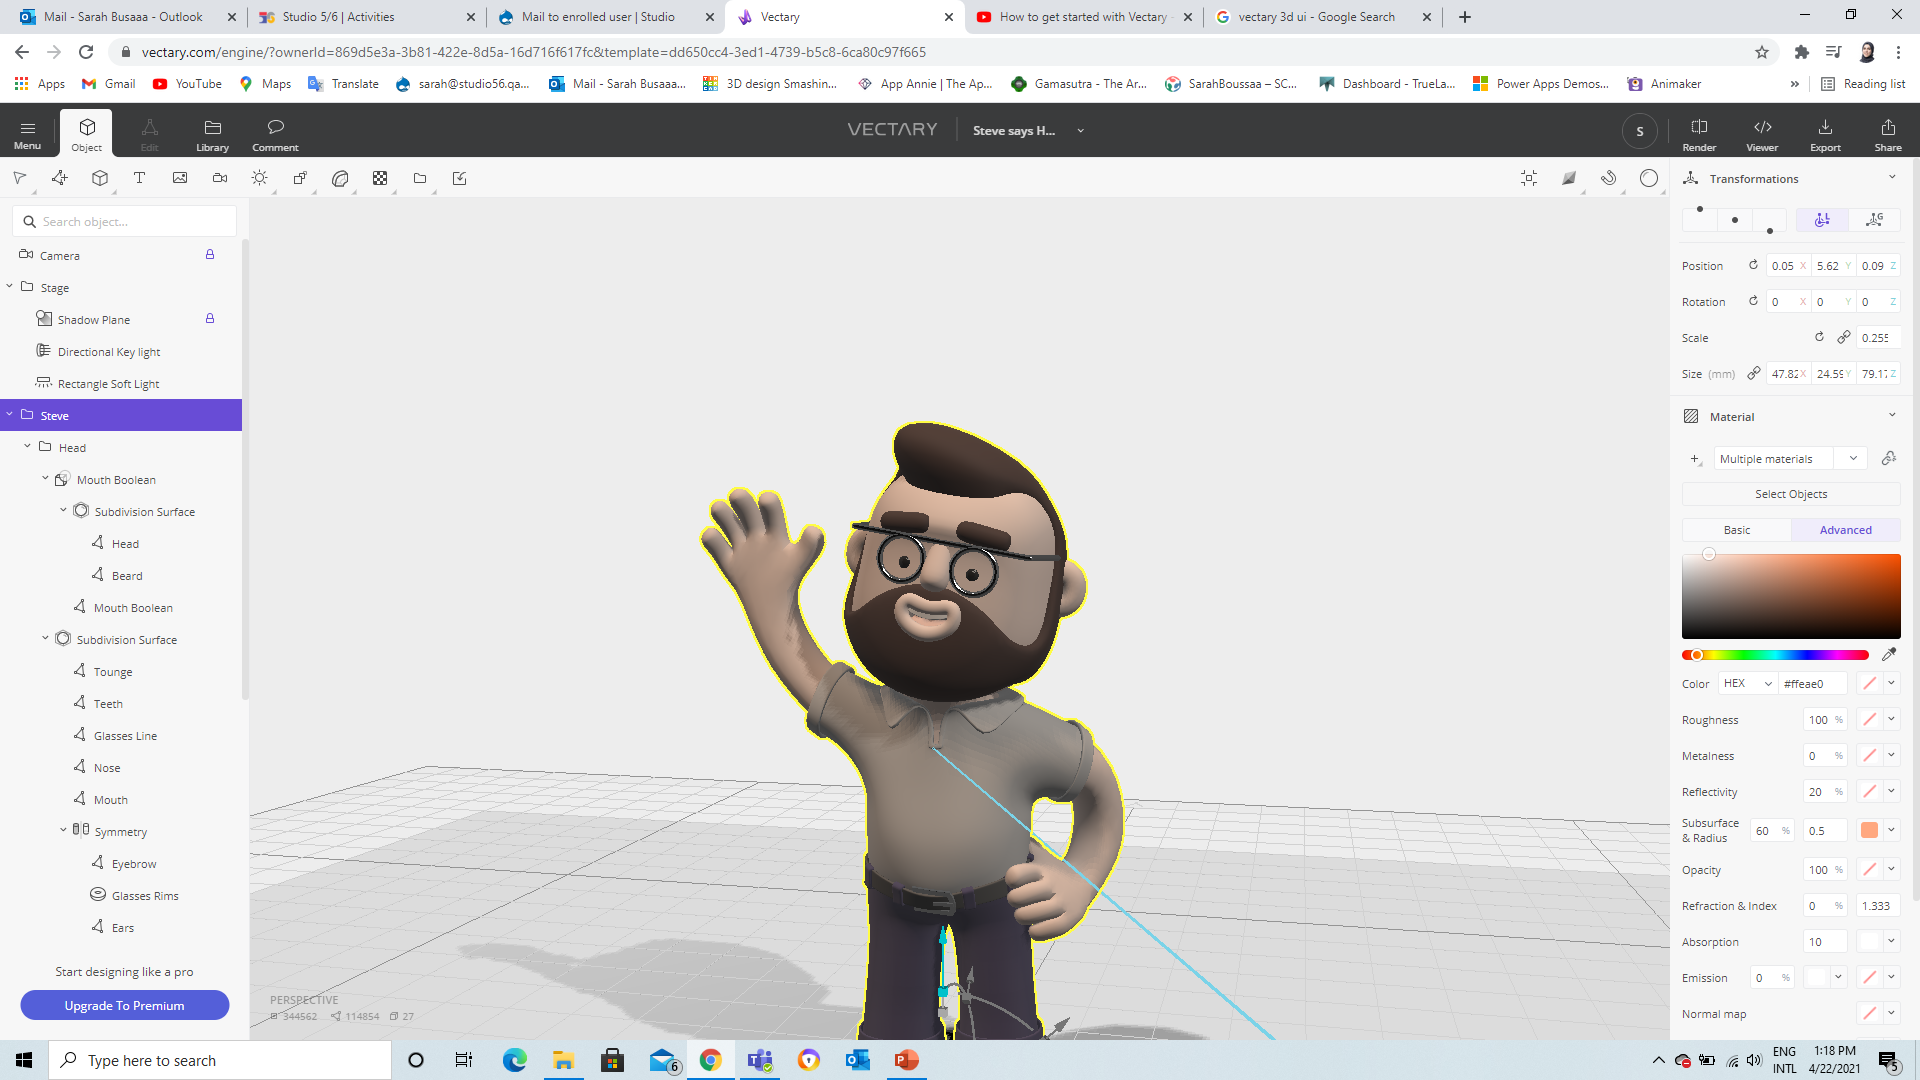 Mail - Sarah Busaaa - Outlook
Studio 5/6 | Activities
Mail to enrolled user | Studio
Vectary
How to get started with Vectary
vectary 3d ui - Google Search
vectary.com/engine/?ownerId=869d5e3a-3b81-422e-8d5a-16d716f617fc&template=dd650cc4-3ed1-4739-b5c8-6ca80c97f665
Apps
Gmail
YouTube
Maps
Translate
sarah@studio56.qa...
Mail - Sarah Busaaa...
3D design Smashin...
App Annie | The Ap...
Gamasutra - The Ar...
SarahBoussaa – SC...
Dashboard - TrueLa...
Power Apps Demos...
Animaker
»
Reading list
Menu
Object
Edit
Library
Comment
VECTARY
Steve says H...
S
Render
Viewer
Export
Share
Search object...
Camera
Stage
Shadow Plane
Directional Key light
Rectangle Soft Light
Steve
Head
Mouth Boolean
Subdivision Surface
Head
Beard
Mouth Boolean
Subdivision Surface
Tounge
Teeth
Glasses Line
Nose
Mouth
Symmetry
Eyebrow
Glasses Rims
Ears
Start designing like a pro
Upgrade To Premium
PERSPECTIVE
344562 114854 27
Transformations
L
G
Position 0.05 X 5.62 Y 0.09 Z
Rotation 0 X 0 Y 0 Z
Scale 0.255
Size (mm) 47.82 X 24.59 Y 79.17 Z
Material
Multiple materials
Select Objects
Basic Advanced
Color HEX #ffeae0
Roughness 100 %
Metalness 0 %
Reflectivity 20 %
Subsurface & Radius 60 % 0.5
Opacity 100 %
Refraction & Index 0 % 1.333
Absorption 10
Emission 0 %
Normal map
Type here to search
6
ENG
INTL
1:18 PM
4/22/2021
5